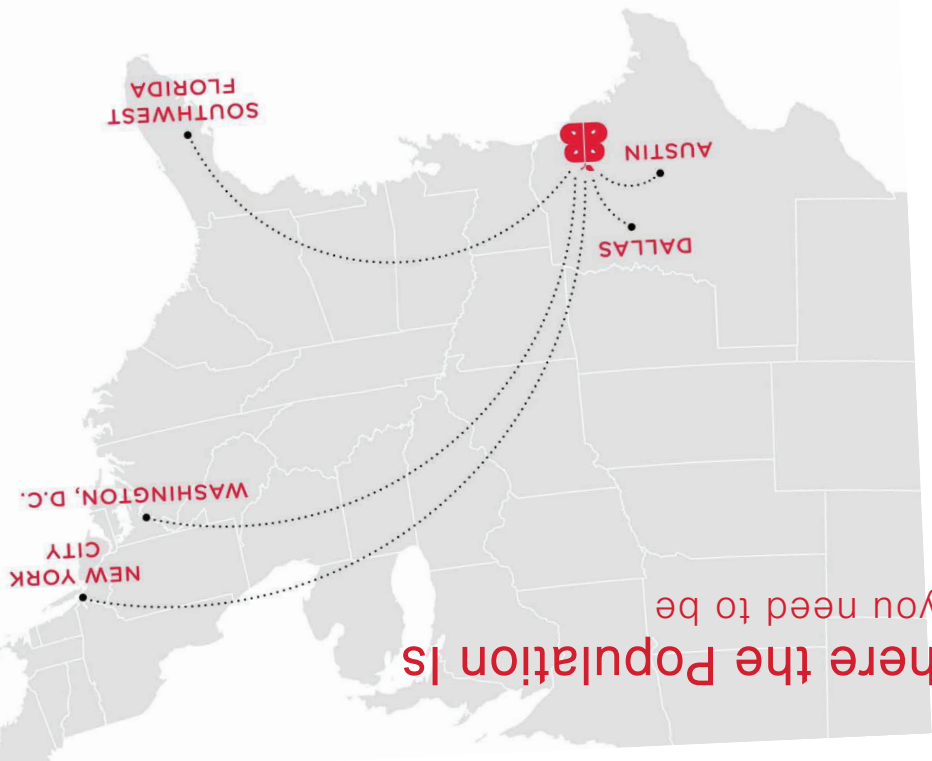 here the Population Is
you need to be
NEW YORK
CITY
WASHINGTON, D.C.
DALLAS
AUSTIN
SOUTHWEST
FLORIDA